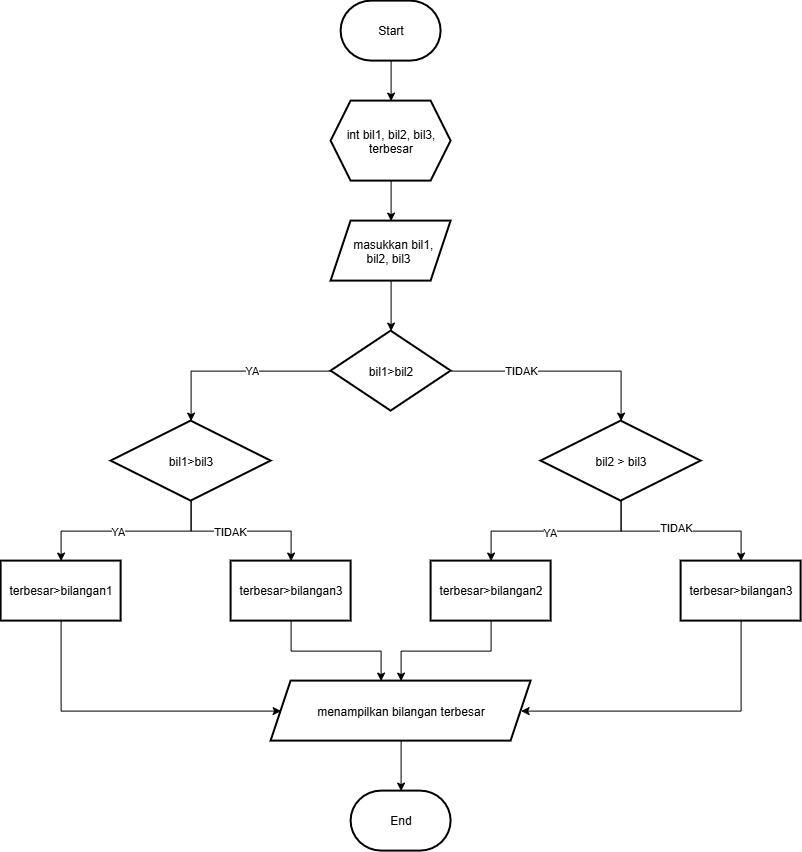 Start
int bil1, bil2, bil3,
terbesar
masukkan bil1,
bil2, bil3
bil1>bil2
YA
TIDAK
bil1>bil3
bil2 > bil3
YA
TIDAK
YA
TIDAK
terbesar>bilangan1
terbesar>bilangan3
terbesar>bilangan2
terbesar>bilangan3
menampilkan bilangan terbesar
End